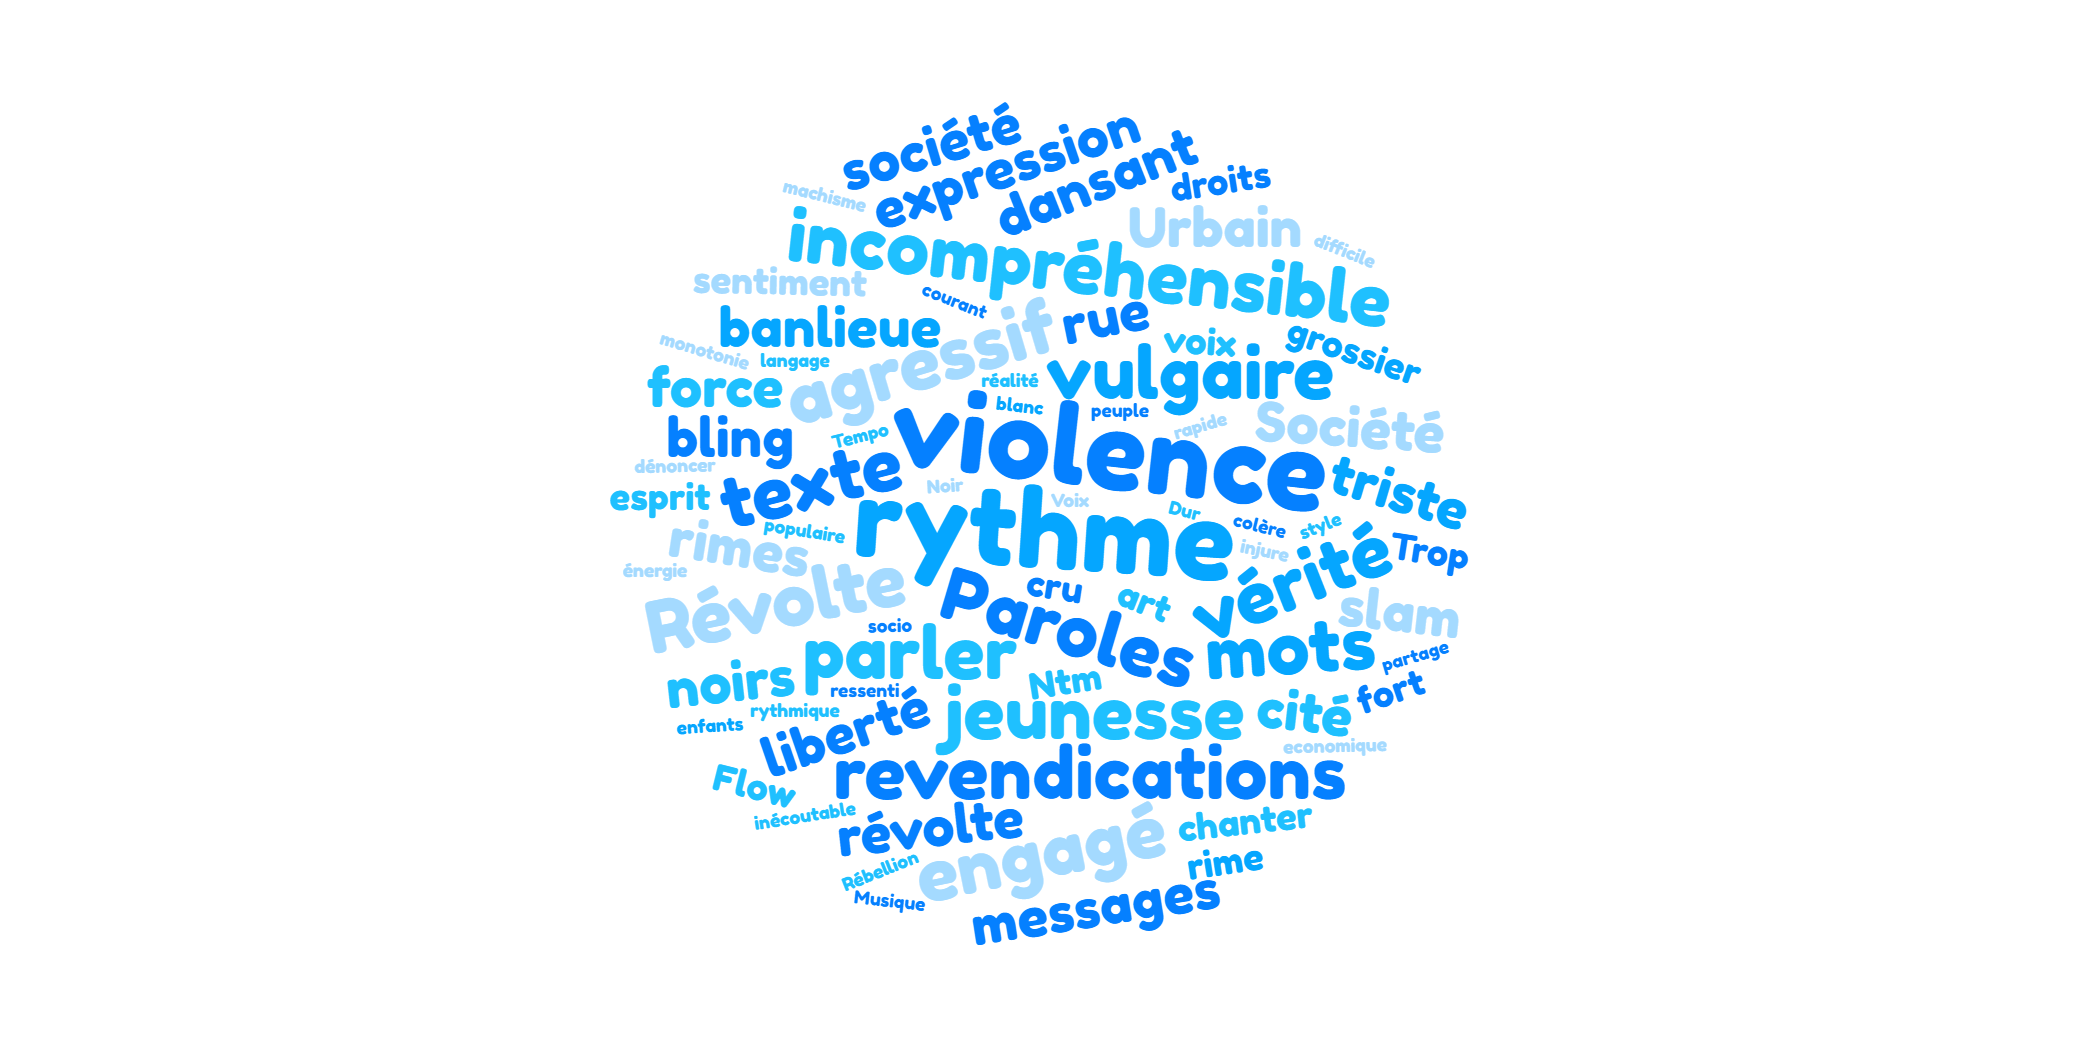 société
expression
dansant
droits
machisme
Urbain
incompréhensible
difficile
sentiment
courant
banlieue
agressif
rue
voix
grossier
monotonie
langage
force
réalité
vulgaire
blanc
peuple
rapide
Société
bling
Tempo
violence
dénoncer
texte
triste
esprit
Noir
Voix
rythme
Dur
colère
style
populaire
rimes
injure
vérité
Trop
énergie
Révolte
Paroles
cru
art
slam
socio
parler
mots
partage
noirs
ressenti
Ntm
fort
enfants
rythmique
liberté
jeunesse
cité
economique
Flow
revendications
inécoutable
révolte
engagé
chanter
Rébellion
rime
Musique
messages